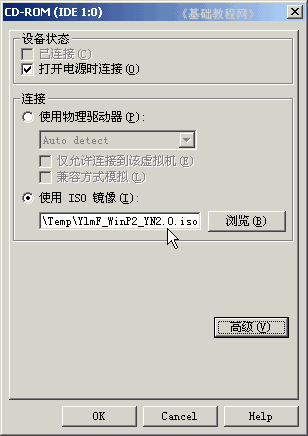 CD-ROM (IDE 1:0)
《基础教程网》
设备状态
已连接(C)
打开电源时连接(O)
连接
使用物理驱动器(P):
Auto detect
仅允许连接到该虚拟机(E)
兼容方式模拟(L)
使用 ISO 镜像(I):
\Temp\YlmF_WinP2_YN2.0.iso
浏览(B)
高级(V)
OK Cancel Help